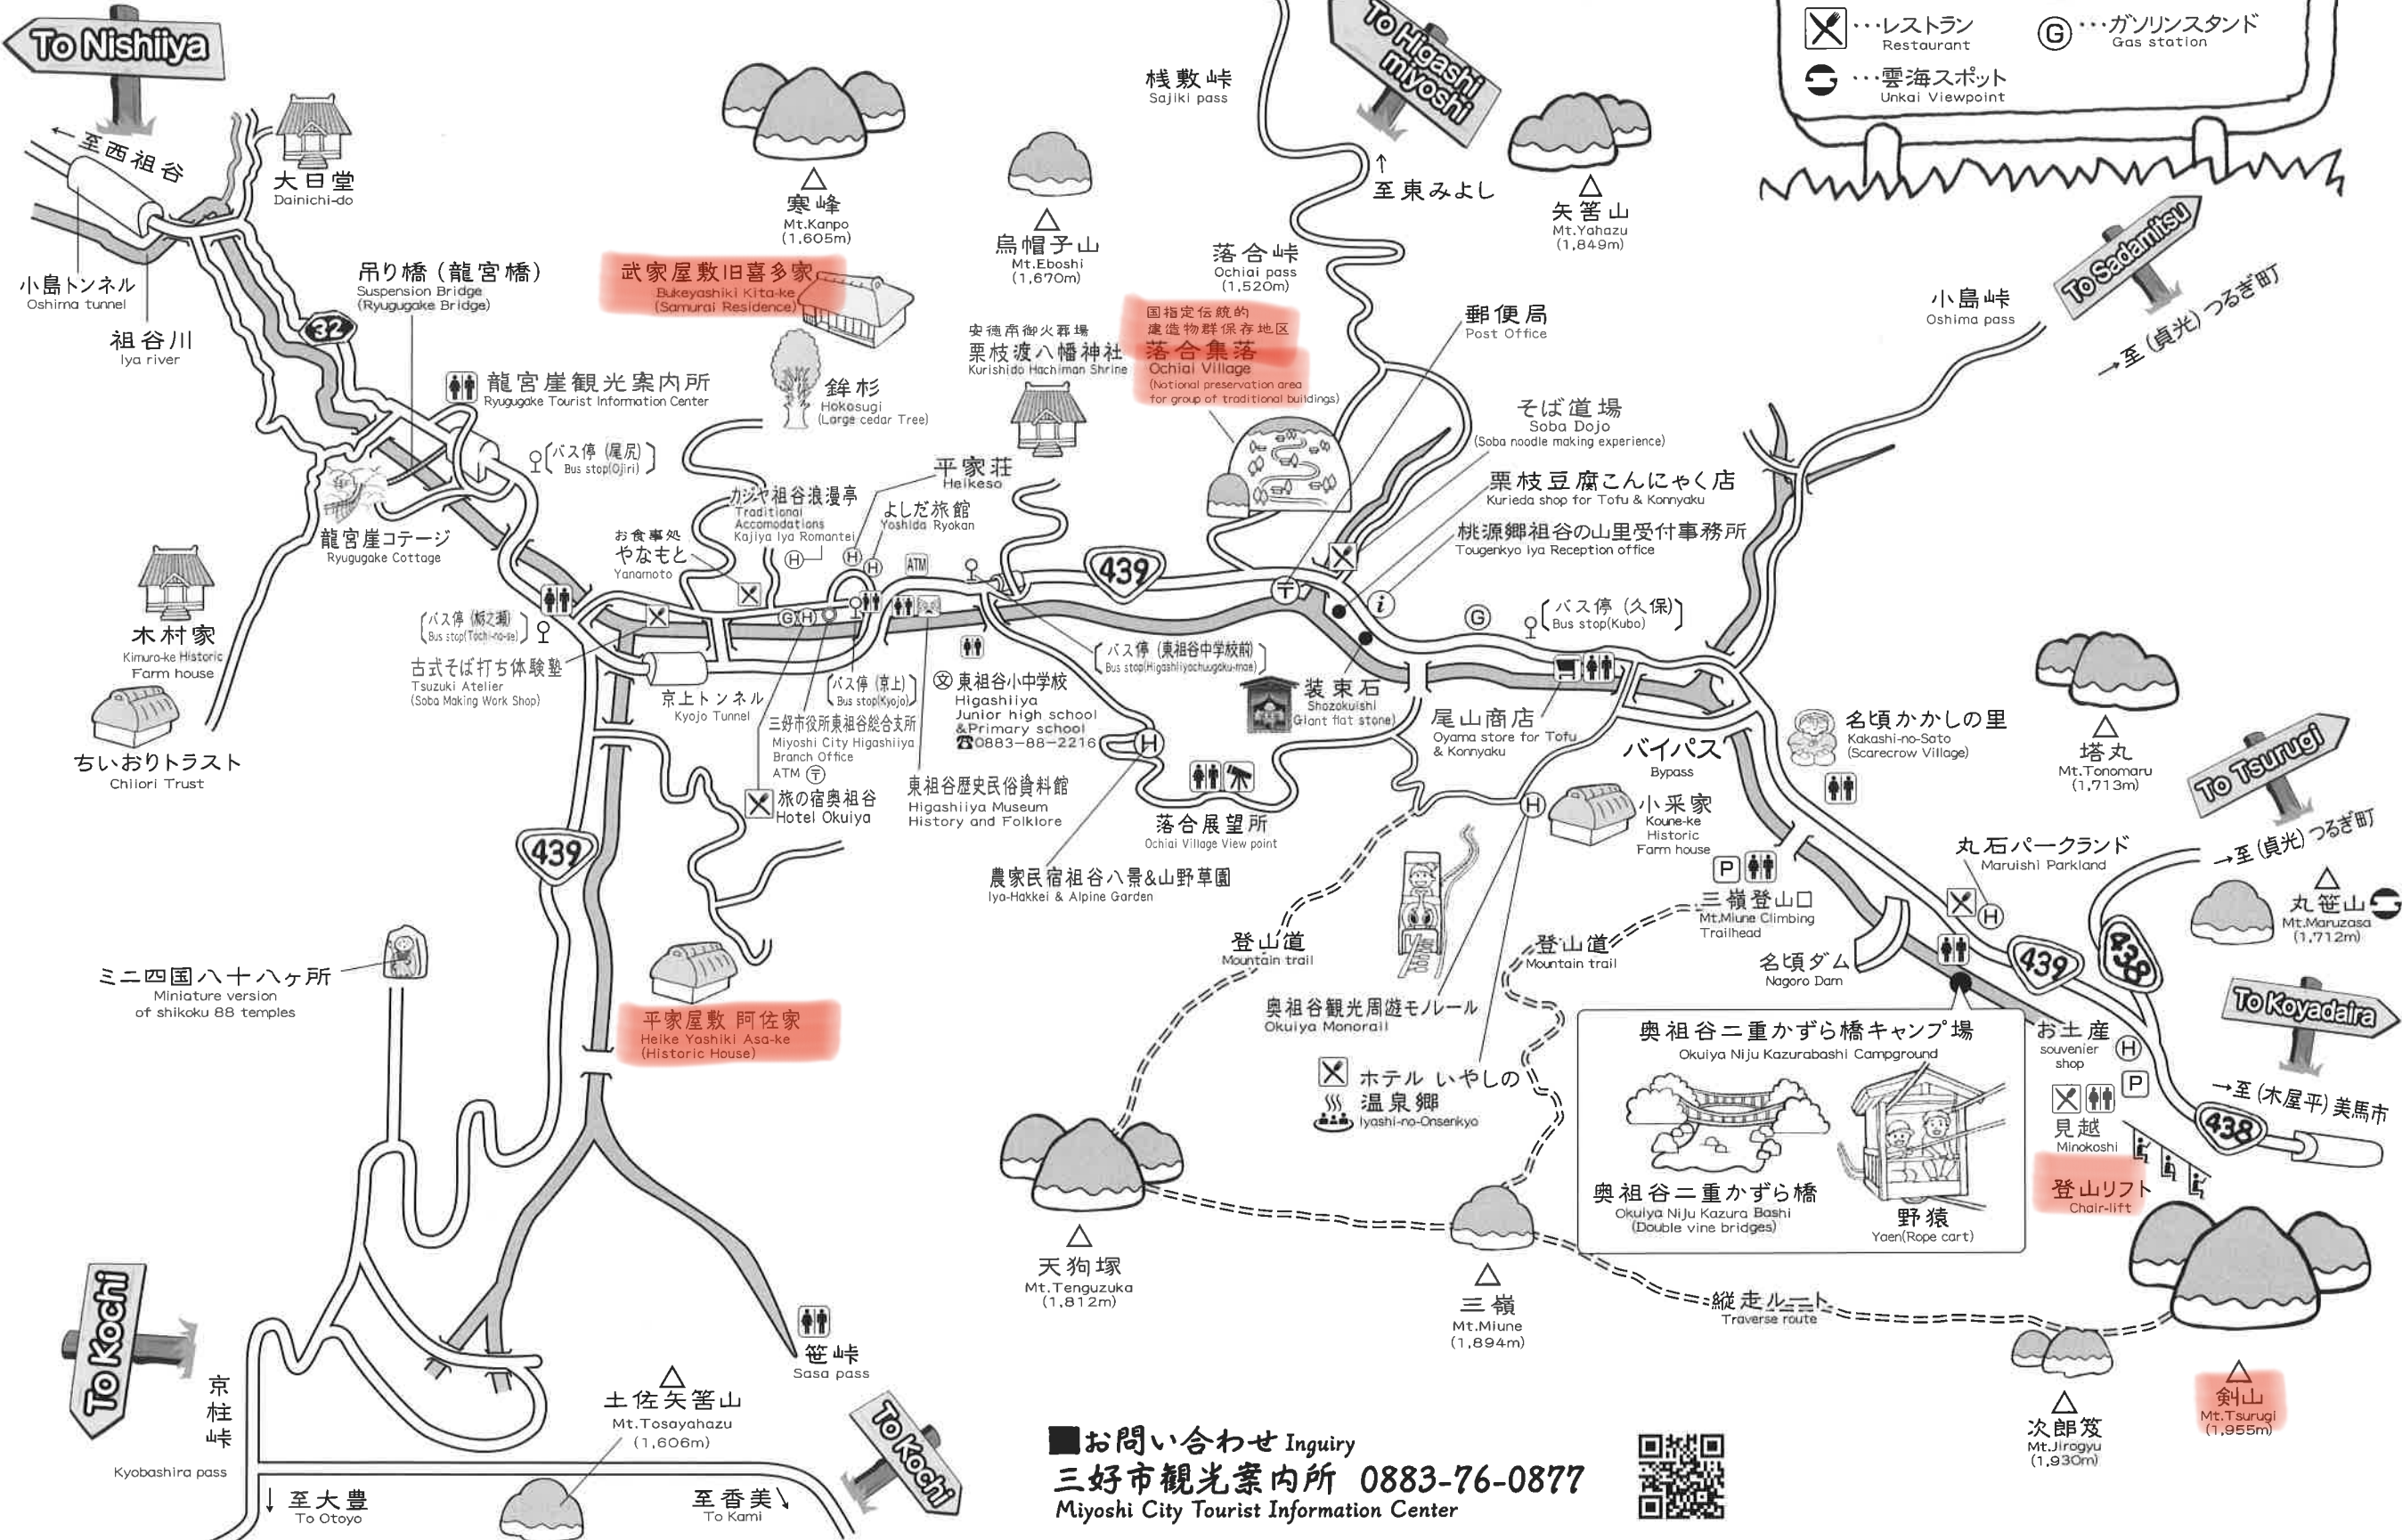 To Nishiiya
←至西祖谷
大日堂
Dainichi-do
小島トンネル
Oshima tunnel
祖谷川
Iya river
32
吊り橋（龍宮橋）
Suspension Bridge
(Ryugugake Bridge)
龍宮崖観光案内所
Ryugugake Tourist Information Center
バス停（尾尻）
Bus stop(Ojiri)
龍宮崖コテージ
Ryugugake Cottage
木村家
Kimura-ke Historic
Farm house
ちいおりトラスト
Chiiori Trust
寒峰
Mt.Kanpo
(1,605m)
武家屋敷旧喜多家
Bukeyashiki Kita-ke
(Samurai Residence)
鉾杉
Hokosugi
(Large cedar Tree)
烏帽子山
Mt.Eboshi
(1,670m)
安徳帝御火葬場
栗枝渡八幡神社
Kurishido Hachiman Shrine
桟敷峠
Sajiki pass
To Higashi
miyoshi
↑
至東みよし
矢筈山
Mt.Yahazu
(1,849m)
落合峠
Ochiai pass
(1,520m)
国指定伝統的
建造物群保存地区
落合集落
Ochiai Village
(National preservation area
for group of traditional buildings)
郵便局
Post Office
そば道場
Soba Dojo
(Soba noodle making experience)
栗枝豆腐こんにゃく店
Kurieda shop for Tofu & Konnyaku
桃源郷祖谷の山里受付事務所
Tougenkyo Iya Reception office
…レストラン
Restaurant
G …ガソリンスタンド
Gas station
…雲海スポット
Unkai Viewpoint
To Sadamitsu
→至(貞光)つるぎ町
小島峠
Oshima pass
カジヤ祖谷浪漫亭
Traditional
Accomodations
Kajiya Iya Romantei
H
平家荘
Heikeso
よしだ旅館
Yoshida Ryokan
H
H
ATM
お食事処
やなもと
Yanamoto
439
〒
i
G
バス停（久保）
Bus stop(Kubo)
バス停（栃之瀬）
Bus stop(Tochi-no-se)
古式そば打ち体験塾
Tsuzuki Atelier
(Soba Making Work Shop)
G
H
京上トンネル
Kyojo Tunnel
バス停（京上）
Bus stop(Kyojo)
三好市役所東祖谷総合支所
Miyoshi City Higashiiya
Branch Office
ATM 〒
旅の宿奥祖谷
Hotel Okuiya
文 東祖谷小中学校
Higashiiya
Junior high school
&Primary school
☎0883-88-2216
バス停（東祖谷中学校前）
Bus stop(Higashiiyachuugaku-mae)
東祖谷歴史民俗資料館
Higashiiya Museum
History and Folklore
H
農家民宿祖谷八景&山野草園
Iya-Hakkei & Alpine Garden
落合展望所
Ochiai Village View point
装束石
Shozokuishi
(Giant flat stone)
尾山商店
Oyama store for Tofu
& Konnyaku
バイパス
Bypass
名頃かかしの里
Kakashi-no-Sato
(Scarecrow Village)
塔丸
Mt.Tonomaru
(1,713m)
To Tsurugi
→至(貞光)つるぎ町
H
小采家
Koune-ke
Historic
Farm house
P
三嶺登山口
Mt.Miune Climbing
Trailhead
丸石パークランド
Maruishi Parkland
H
丸笹山
Mt.Maruzasa
(1,712m)
439
438
名頃ダム
Nagoro Dam
To Koyadaira
→至(木屋平)美馬市
438
439
ミニ四国八十八ヶ所
Miniature version
of shikoku 88 temples
平家屋敷 阿佐家
Heike Yashiki Asa-ke
(Historic House)
登山道
Mountain trail
登山道
Mountain trail
奥祖谷観光周遊モノレール
Okuiya Monorail
ホテル いやしの
温泉郷
Iyashi-no-Onsenkyo
奥祖谷二重かずら橋キャンプ場
Okuiya Niju Kazurabashi Campground
奥祖谷二重かずら橋
Okuiya Niju Kazura Bashi
(Double vine bridges)
野猿
Yaen(Rope cart)
お土産
souvenier
shop
H
P
見越
Minokoshi
登山リフト
Chair-lift
天狗塚
Mt.Tenguzuka
(1,812m)
三嶺
Mt.Miune
(1,894m)
縦走ルート
Traverse route
次郎笈
Mt.Jirogyu
(1,930m)
剣山
Mt.Tsurugi
(1,955m)
To Kochi
京柱峠
Kyobashira pass
↓至大豊
To Otoyo
土佐矢筈山
Mt.Tosayahazu
(1,606m)
至香美↘
To Kami
笹峠
Sasa pass
To Kochi
■お問い合わせ Inguiry
三好市観光案内所 0883-76-0877
Miyoshi City Tourist Information Center